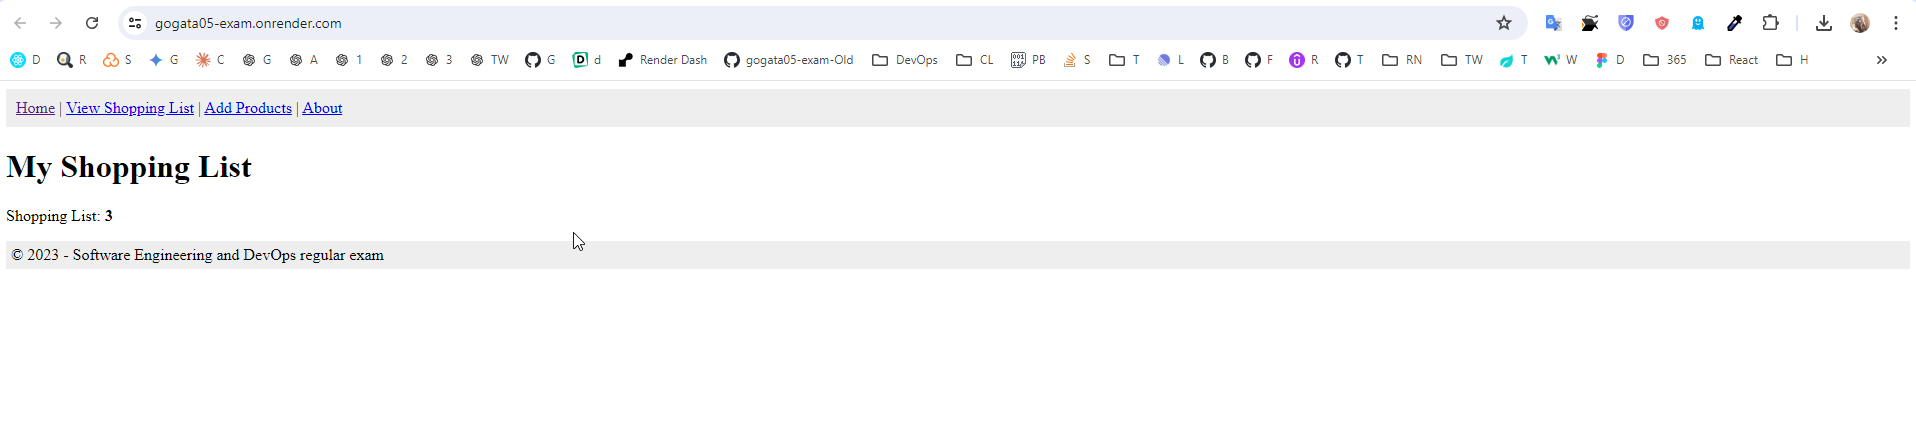 gogata05-exam.onrender.com
D R S G C G A 1 2 3 TW G d Render Dash gogata05-exam-Old DevOps CL PB S T L B F R T RN TW T W D 365 React H »
Home | View Shopping List | Add Products | About
My Shopping List
Shopping List: 3
© 2023 - Software Engineering and DevOps regular exam